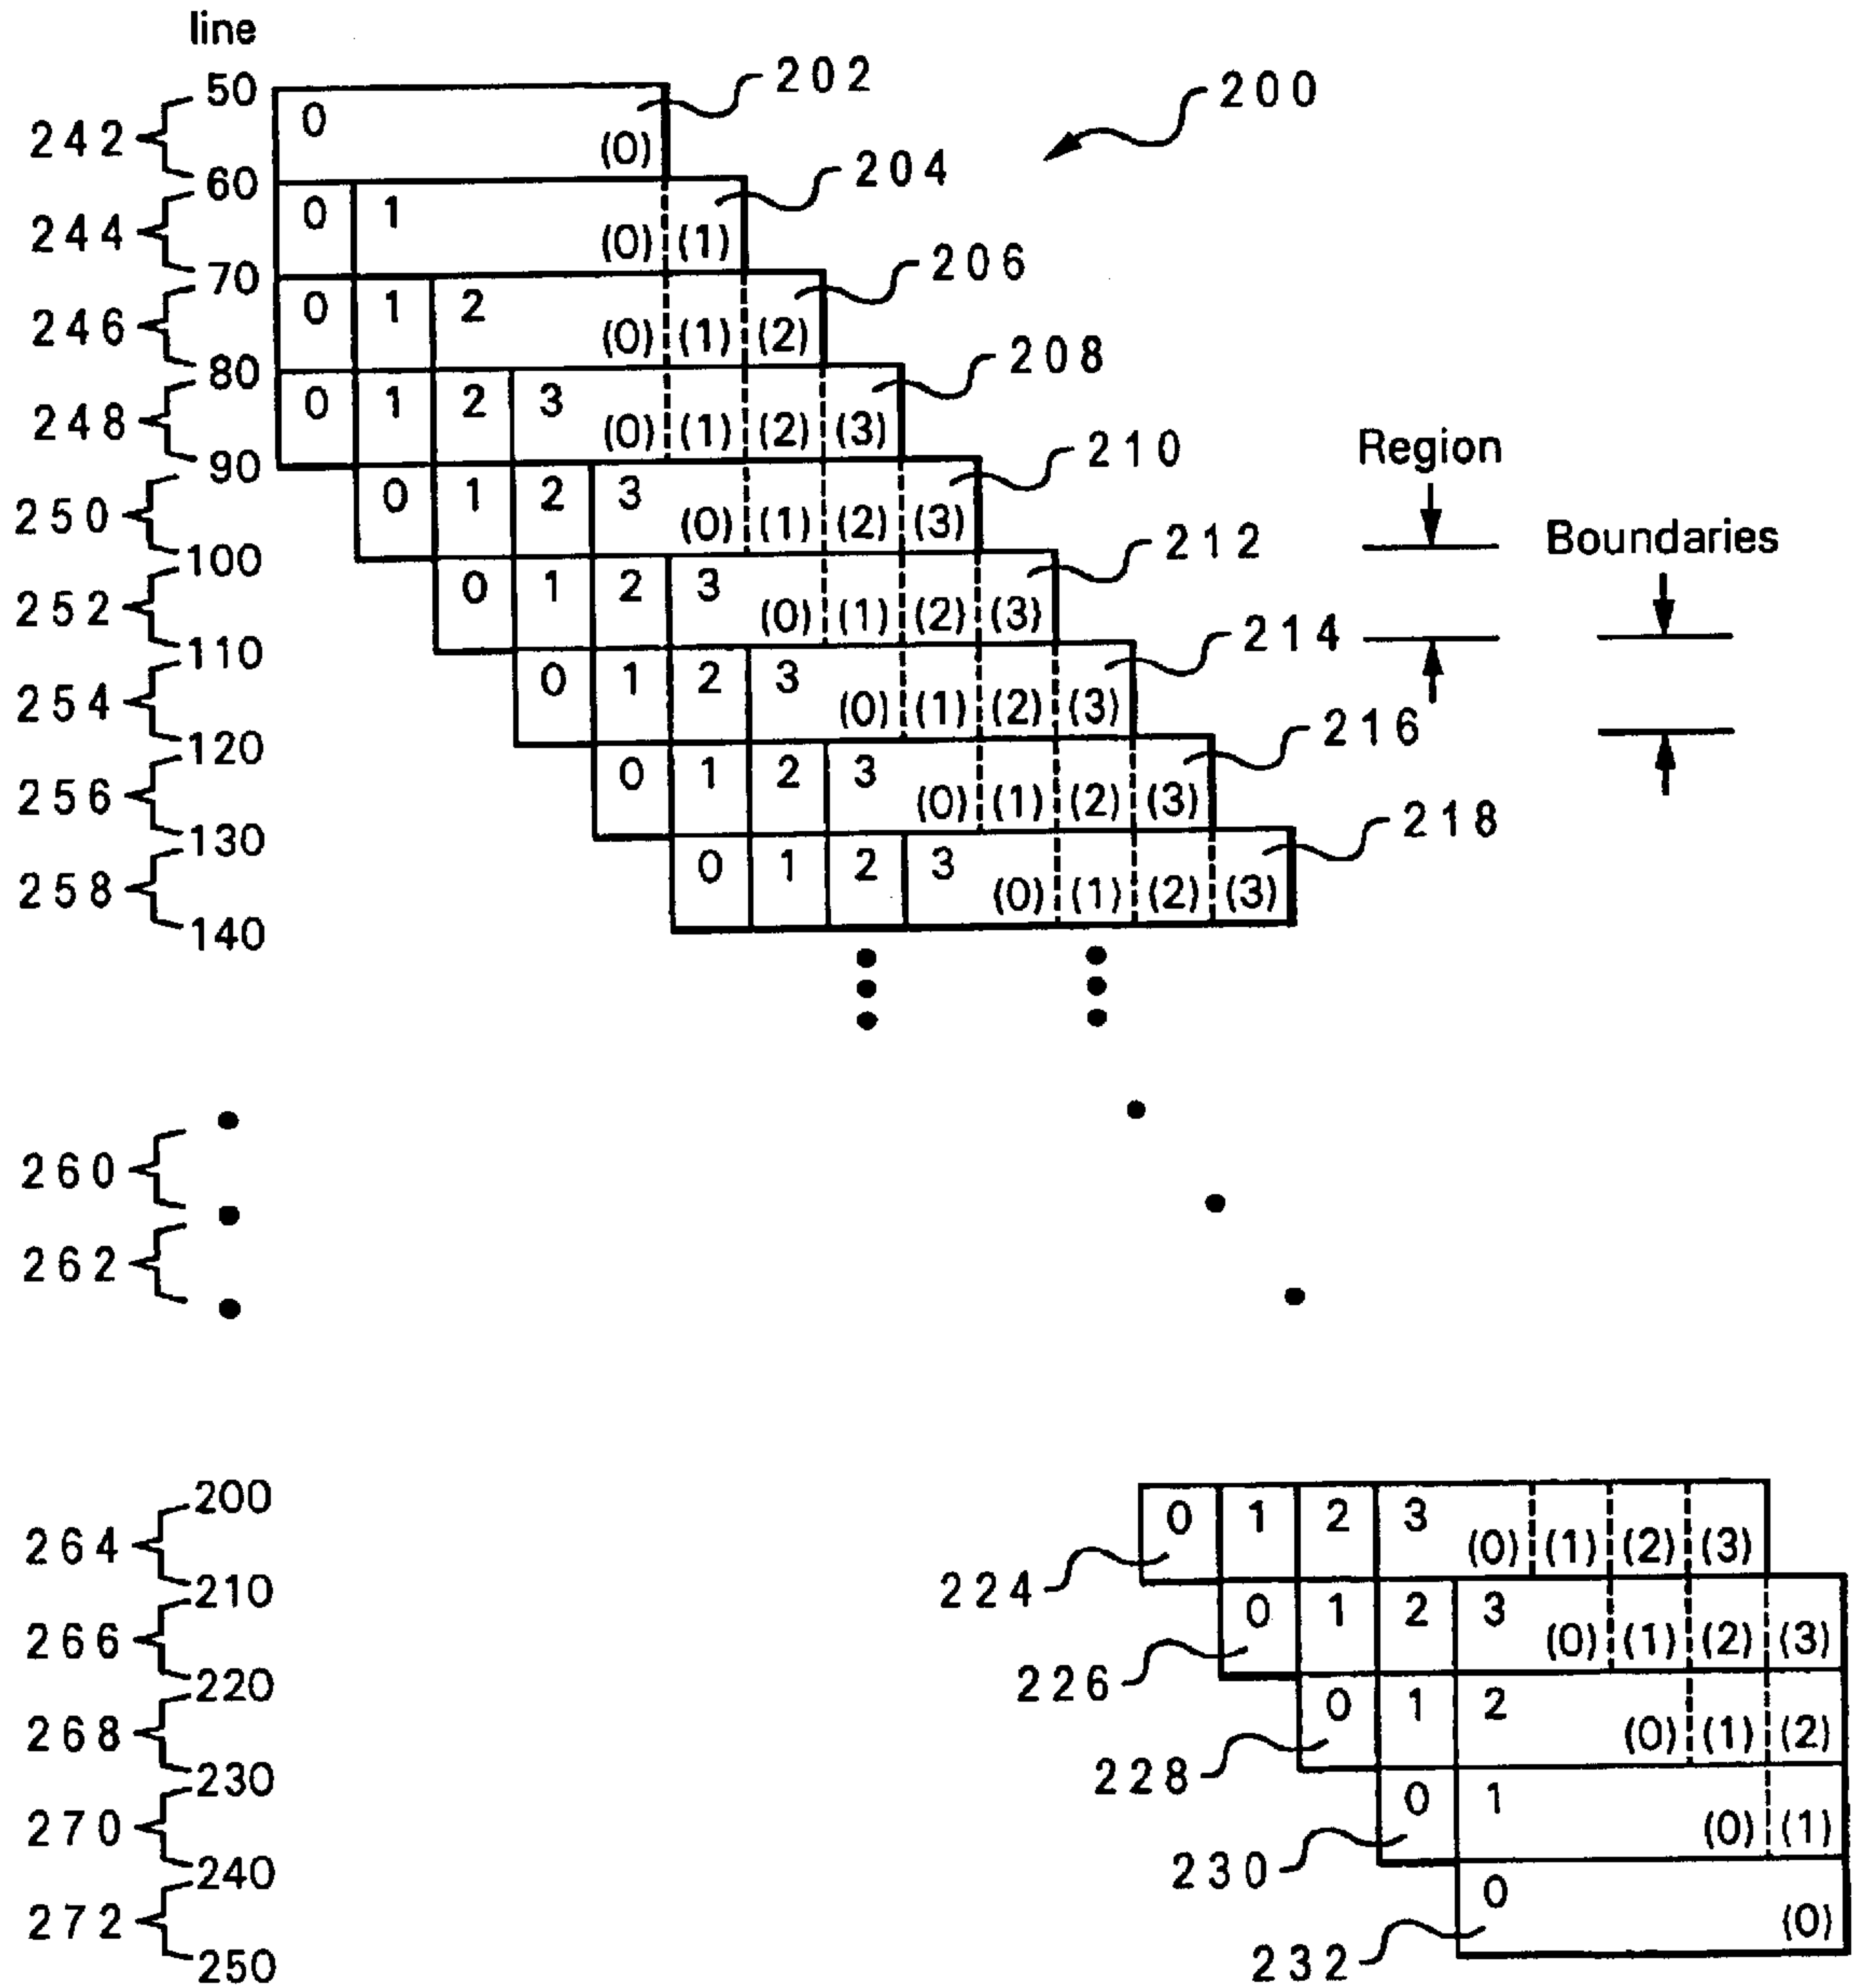 line
50 202 200
242 0 (0)
60 204
244 0 1 (0) (1)
70 206
246 0 1 2 (0) (1) (2)
80 208
248 0 1 2 3 (0) (1) (2) (3)
90 210 Region
250 0 1 2 3 (0) (1) (2) (3)
100 212 Boundaries
252 0 1 2 3 (0) (1) (2) (3)
110 214
254 0 1 2 3 (0) (1) (2) (3)
120 216
256 0 1 2 3 (0) (1) (2) (3)
130 218
258 0 1 2 3 (0) (1) (2) (3)
140
260
262
200
264 0 1 2 3 (0) (1) (2) (3)
210 224
266 0 1 2 3 (0) (1) (2) (3)
220 226
268 0 1 2 (0) (1) (2)
230 228
270 0 1 (0) (1)
240 230
272 0 (0)
250 232